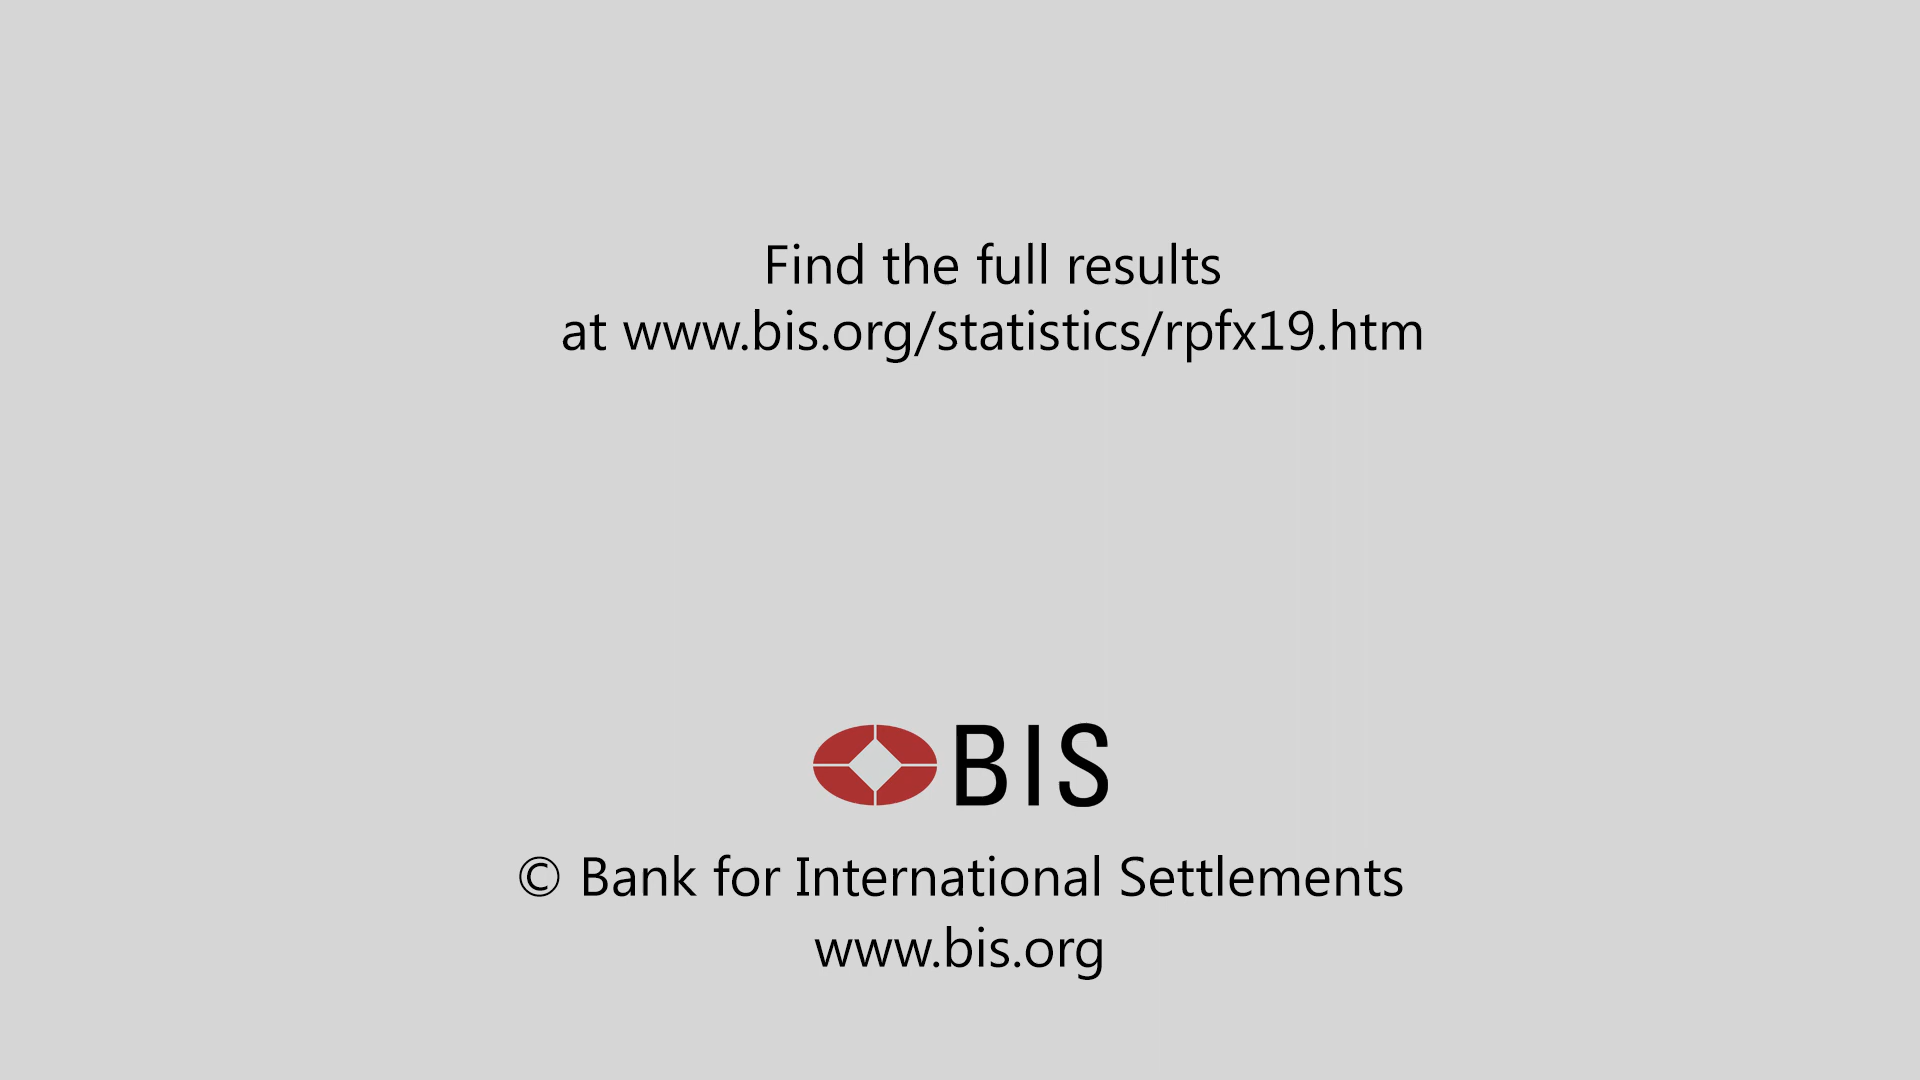 Find the full results
at www.bis.org/statistics/rpfx19.htm
BIS
© Bank for International Settlements
www.bis.org